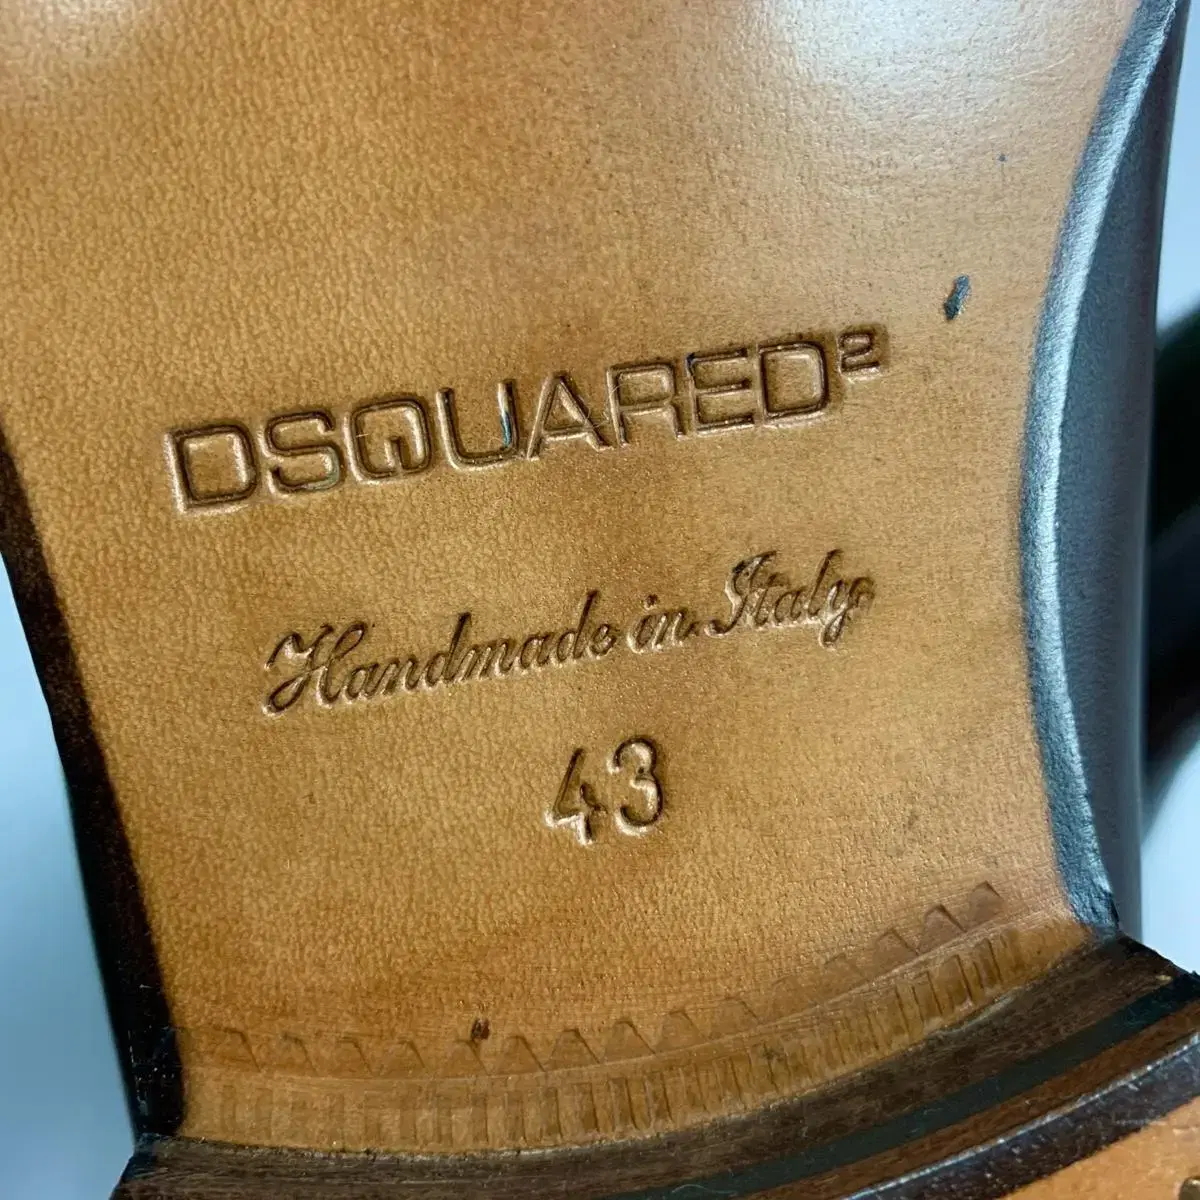 DSQUARED²
Handmade in Italy
43